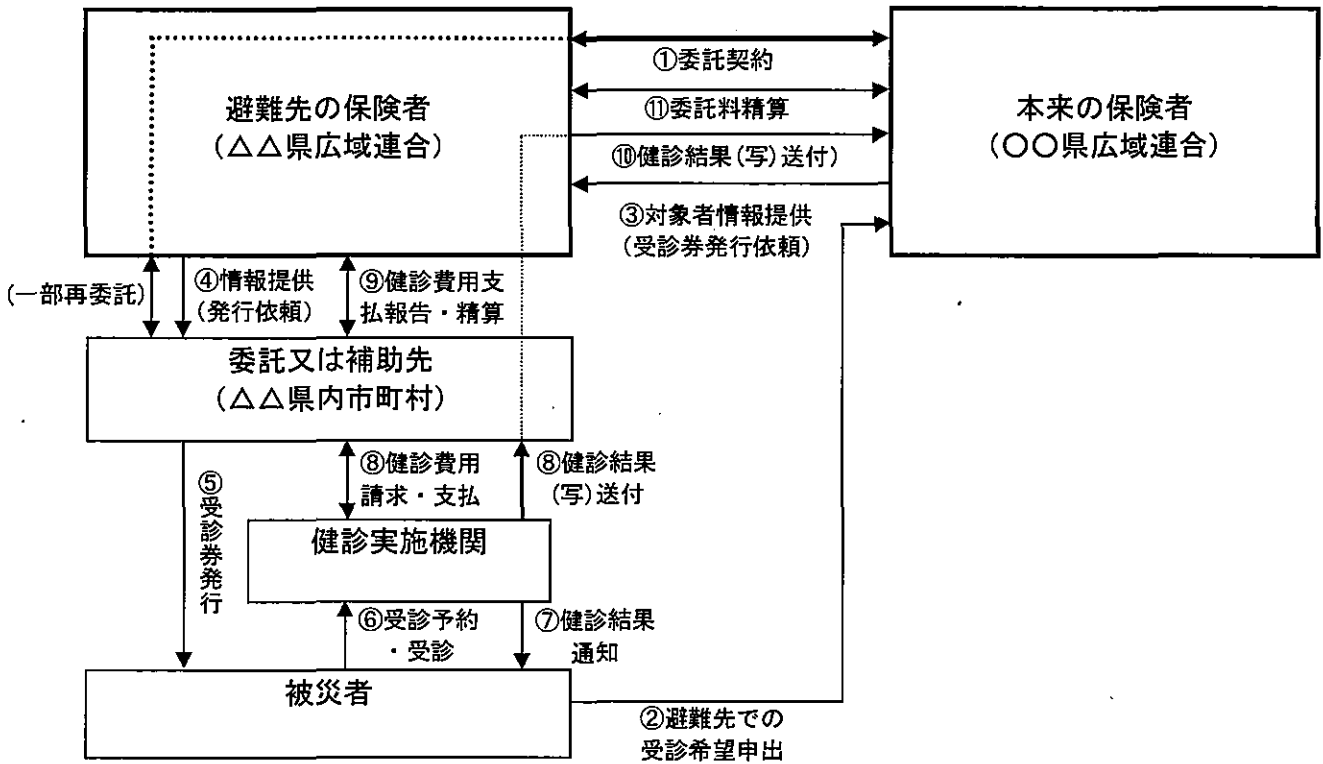 避難先の保険者
(△△県広域連合)
①委託契約
⑪委託料精算
⑩健診結果(写)送付)
③対象者情報提供
(受診券発行依頼)
本来の保険者
(〇〇県広域連合)
(一部再委託)
④情報提供
(発行依頼)
⑨健診費用支
払報告・精算
委託又は補助先
(△△県内市町村)
⑤受診券発行
⑧健診費用
請求・支払
⑧健診結果
(写)送付
健診実施機関
⑥受診予約
・受診
⑦健診結果
通知
被災者
②避難先での
受診希望申出